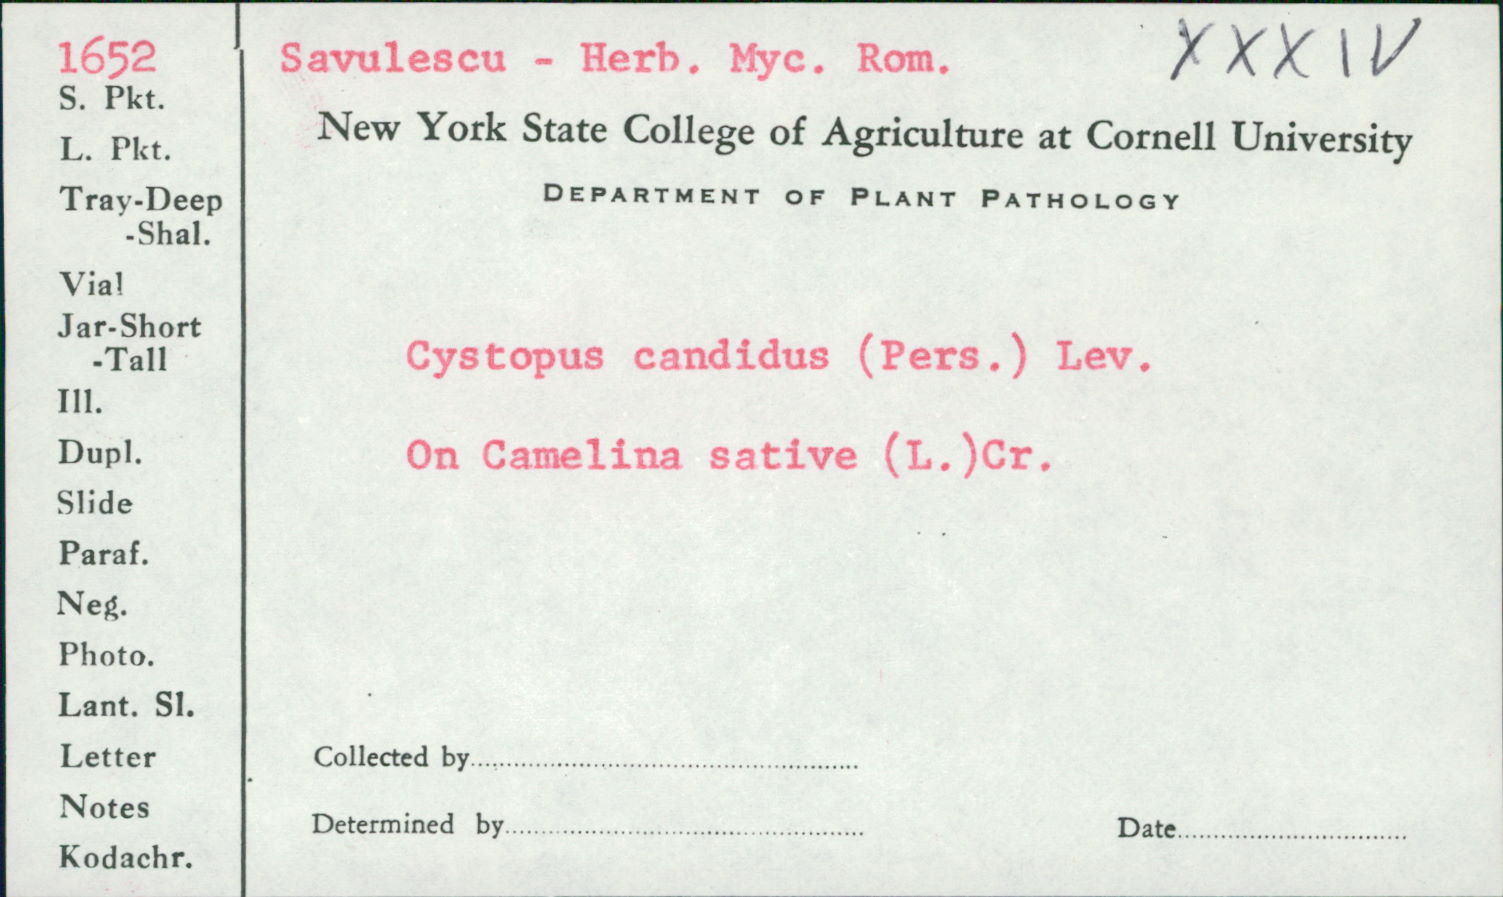 1652
S. Pkt.
L. Pkt.
Tray-Deep
-Shal.
Vial
Jar-Short
-Tall
Ill.
Dupl.
Slide
Paraf.
Neg.
Photo.
Lant. Sl.
Letter
Notes
Kodachr.
Savulescu - Herb. Myc. Rom.
XXXIV
New York State College of Agriculture at Cornell University
DEPARTMENT OF PLANT PATHOLOGY
Cystopus candidus (Pers.) Lev.
On Camelina sative (L.)Cr.
Collected by
Determined by
Date